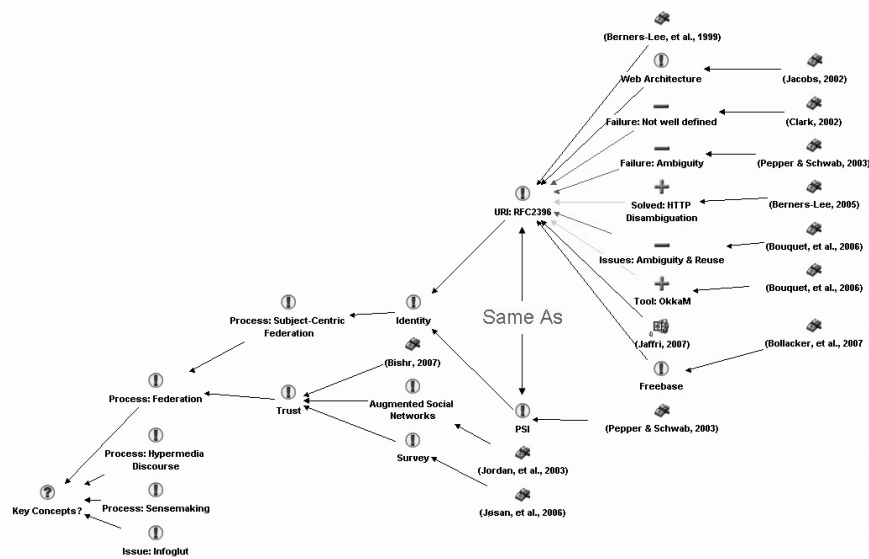 (Berners-Lee, et al., 1999)
Web Architecture
(Jacobs, 2002)
Failure: Not well defined
(Clark, 2002)
Failure: Ambiguity
(Pepper & Schwab, 2003)
URI: RFC2396
Solved: HTTP
Disambiguation
(Berners-Lee, 2005)
Issues: Ambiguity & Reuse
(Bouquet, et al., 2006)
Tool: OkkaM
(Bouquet, et al., 2006)
Process: Subject-Centric
Federation
Identity
Same As
(Jaffri, 2007)
(Bollacker, et al., 2007
(Bishr, 2007)
Freebase
Process: Federation
Trust
Augmented Social
Networks
PSI
(Pepper & Schwab, 2003)
Process: Hypermedia
Discourse
Survey
(Jordan, et al., 2003)
Key Concepts?
Process: Sensemaking
(Jøsan, et al., 2006)
Issue: Infoglut